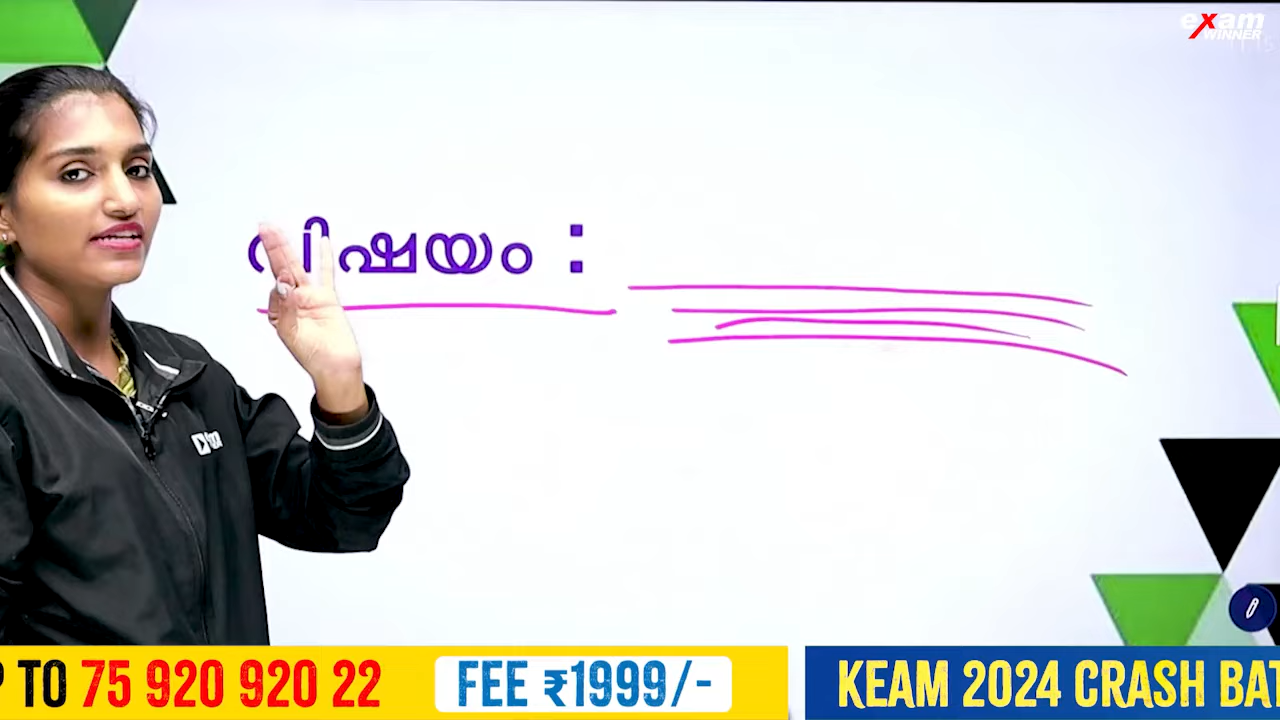 exam
WINNER
വിഷയം :
TO 75 920 920 22
FEE ₹1999/-
KEAM 2024 CRASH